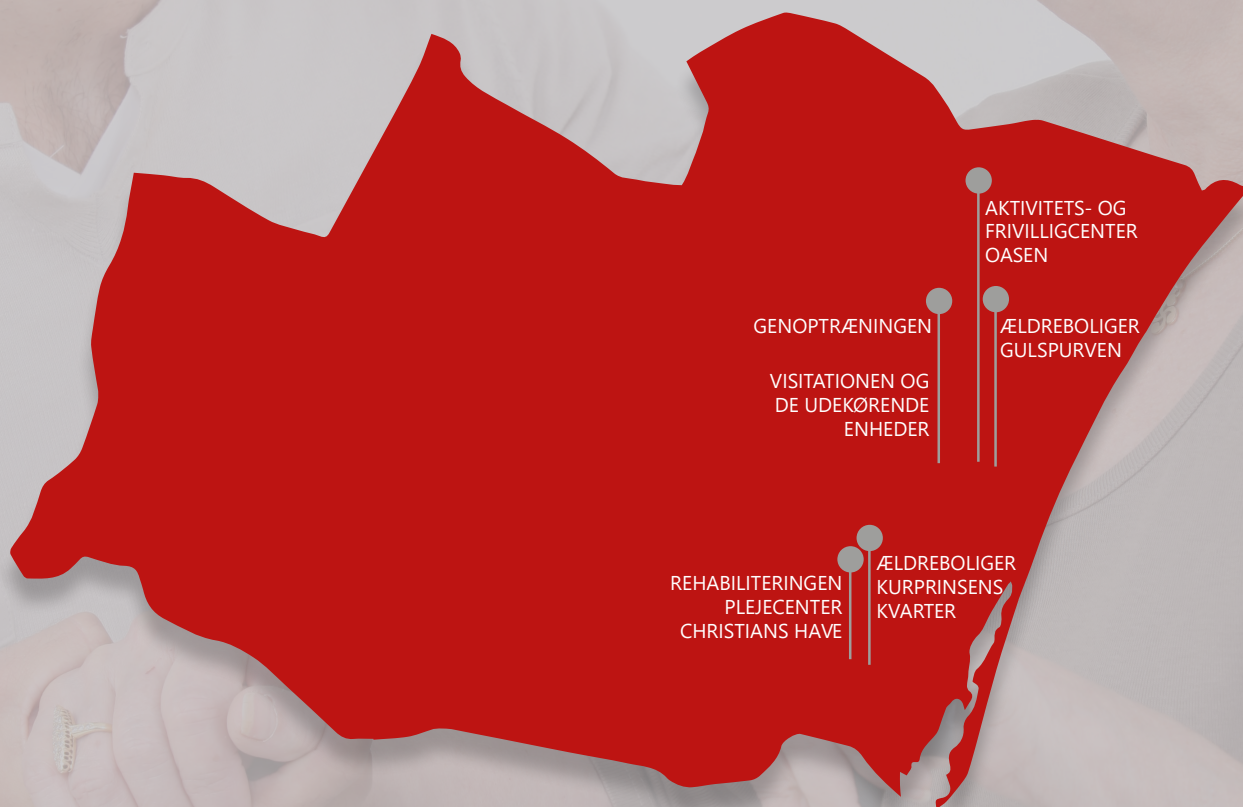 AKTIVITETS- OG
FRIVILLIGCENTER
OASEN
GENOPTRÆNINGEN
ÆLDREBOLIGER
GULSPURVEN
VISITATIONEN OG
DE UDEKØRENDE
ENHEDER
REHABILITERINGEN
PLEJECENTER
CHRISTIANS HAVE
ÆLDREBOLIGER
KURPRINSENS
KVARTER